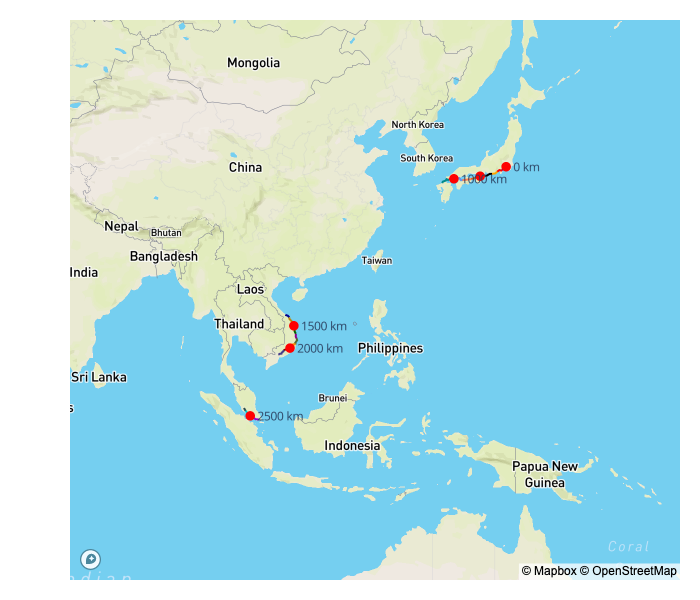 Mongolia
North Korea
South Korea
China
0 km
1000 km
Nepal
Bhutan
Bangladesh
Taiwan
India
Laos
Thailand
1500 km
2000 km
Philippines
Sri Lanka
Brunei
2500 km
Indonesia
Papua New
Guinea
Coral
© Mapbox © OpenStreetMap